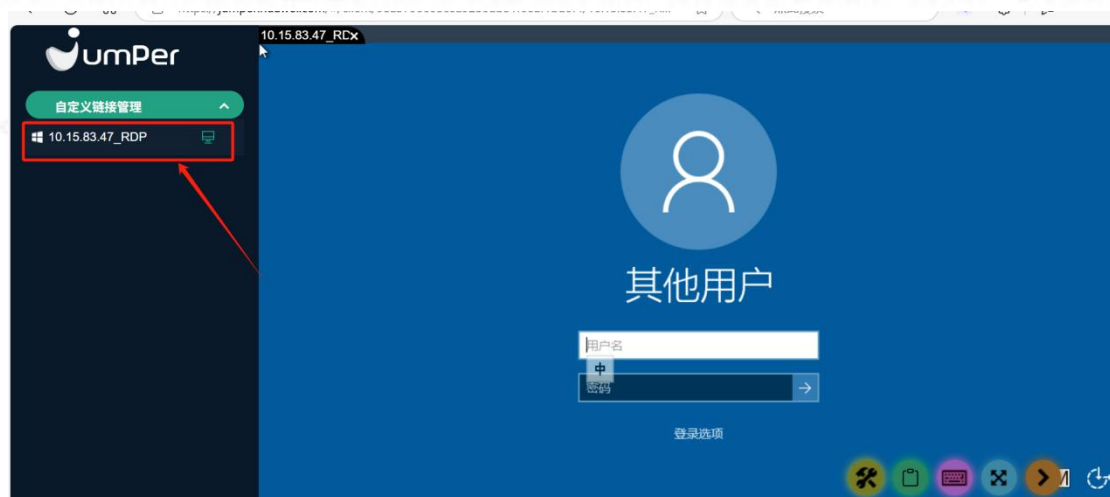 JumPer
10.15.83.47_RD x
自定义链接管理
10.15.83.47_RDP
其他用户
用户名
中
密码
登录选项